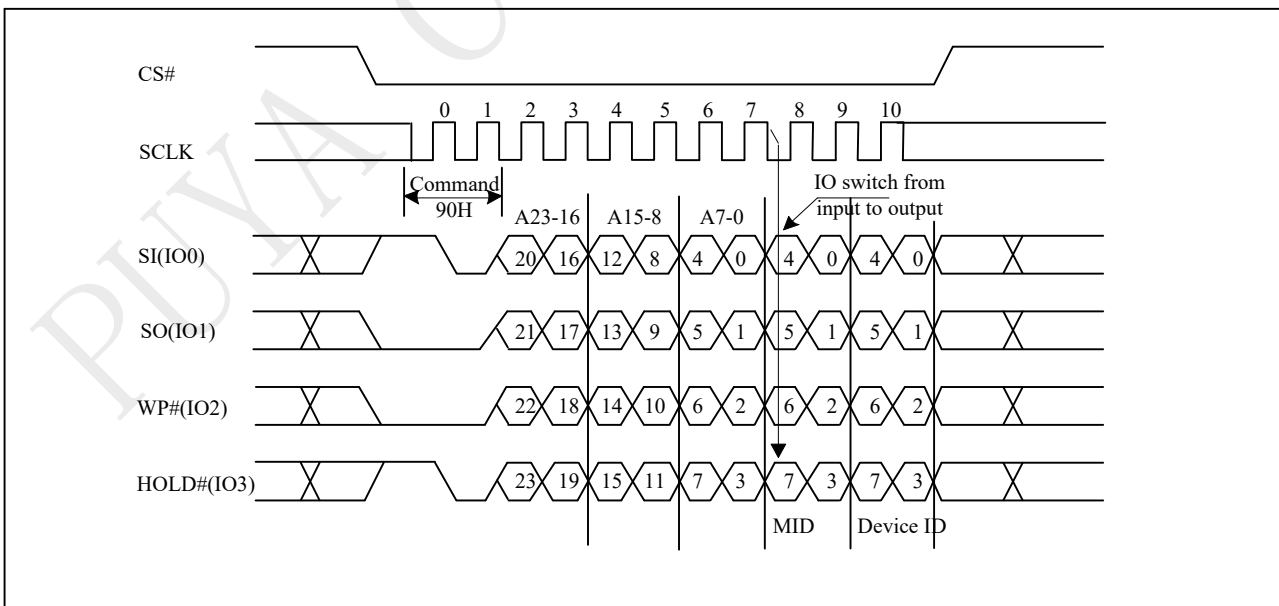 PUYA
CS#
0 1 2 3 4 5 6 7 8 9 10
SCLK
Command
90H
IO switch from
input to output
A23-16 A15-8 A7-0
SI(IO0) 20 16 12 8 4 0 4 0 4 0
SO(IO1) 21 17 13 9 5 1 5 1 5 1
WP#(IO2) 22 18 14 10 6 2 6 2 6 2
HOLD#(IO3) 23 19 15 11 7 3 7 3 7 3
MID Device ID